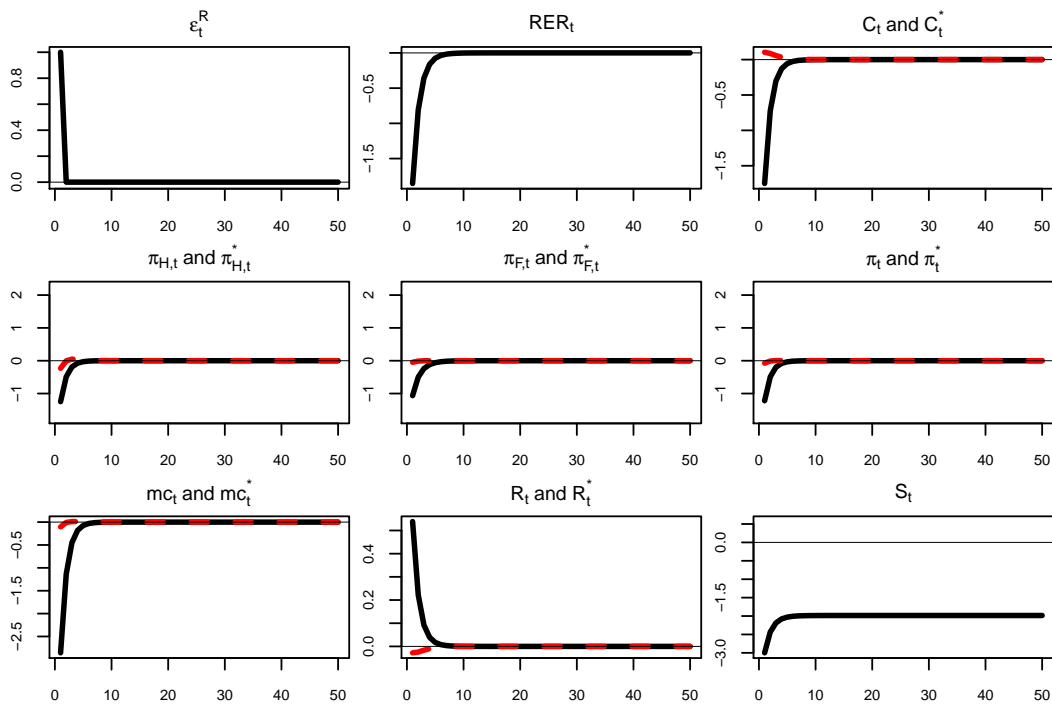 ε_t^R RER_t C_t and C_t^*
0.0 0.4 0.8 −1.5 −0.5 −1.5 −0.5
0 10 20 30 40 50 0 10 20 30 40 50 0 10 20 30 40 50
π_{H,t} and π_{H,t}^* π_{F,t} and π_{F,t}^* π_t and π_t^*
−1 0 1 2 −1 0 1 2 −1 0 1 2
0 10 20 30 40 50 0 10 20 30 40 50 0 10 20 30 40 50
mc_t and mc_t^* R_t and R_t^* S_t
−2.5 −1.5 −0.5 0.0 0.2 0.4 −3.0 −1.5 0.0
0 10 20 30 40 50 0 10 20 30 40 50 0 10 20 30 40 50